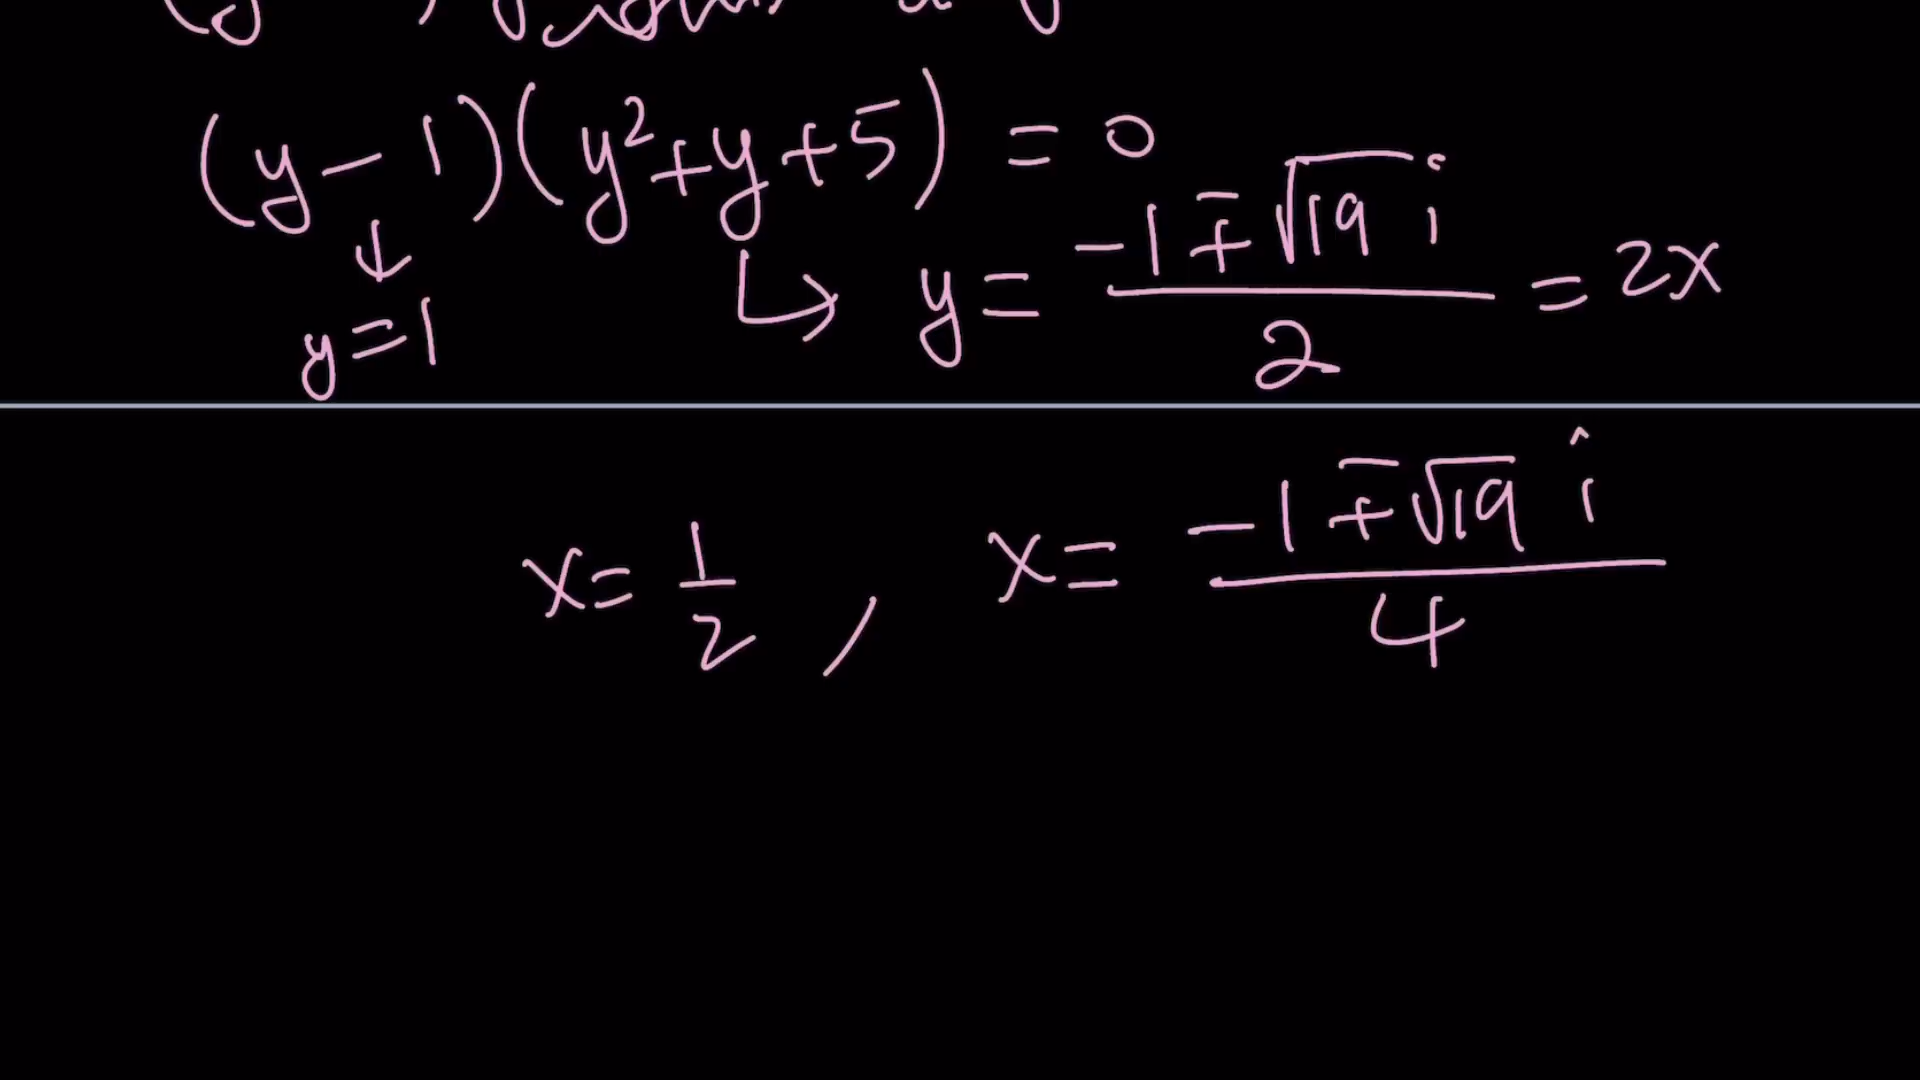 (y-1)(y²+y+5) = 0
↓
y=1
↳ y= (-1∓√19 i)/2 = 2x
x= 1/2 , x= (-1∓√19 i)/4